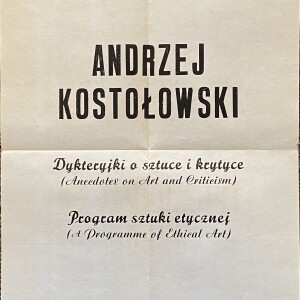 ANDRZEJ
KOSTOŁOWSKI
Dykteryjki o sztuce i krytyce
(Anecdotes on Art and Criticism)
Program sztuki etycznej
(A Programme of Ethical Art)